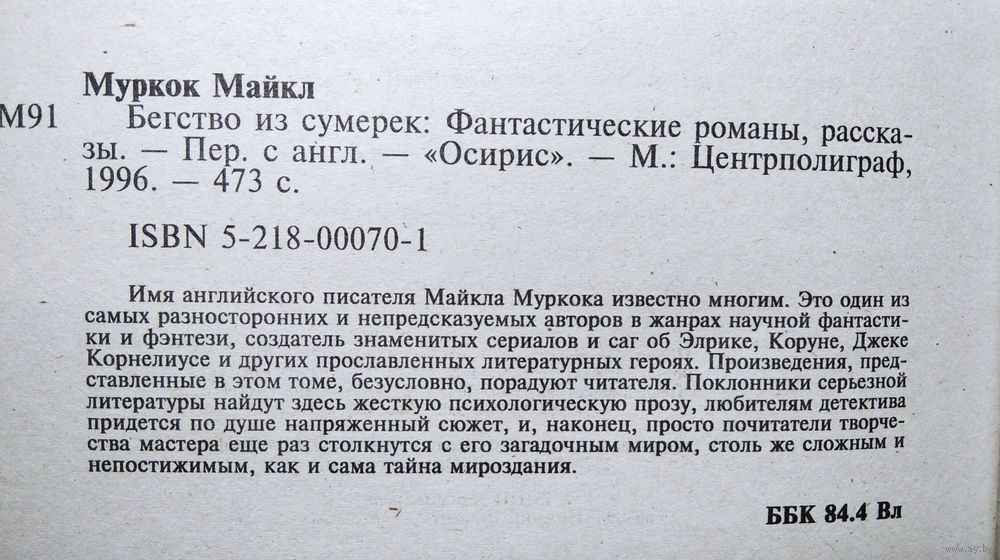 Муркок Майкл
М91 Бегство из сумерек: Фантастические романы, расска-
зы. — Пер. с англ. — «Осирис». — М.: Центрполиграф,
1996. — 473 с.
ISBN 5-218-00070-1
Имя английского писателя Майкла Муркока известно многим. Это один из
самых разносторонних и непредсказуемых авторов в жанрах научной фантасти-
ки и фэнтези, создатель знаменитых сериалов и саг об Элрике, Коруне, Джеке
Корнелиусе и других прославленных литературных героях. Произведения, пред-
ставленные в этом томе, безусловно, порадуют читателя. Поклонники серьезной
литературы найдут здесь жесткую психологическую прозу, любителям детектива
придется по душе напряженный сюжет, и, наконец, просто почитатели творче-
ства мастера еще раз столкнутся с его загадочным миром, столь же сложным и
непостижимым, как и сама тайна мироздания.
ББК 84.4 Вл
www.ay.by